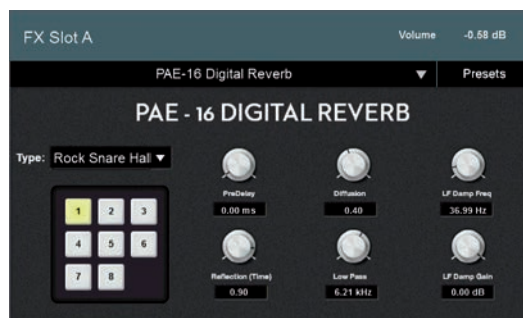 FX Slot A
Volume -0.58 dB
PAE-16 Digital Reverb ▼ Presets
PAE - 16 DIGITAL REVERB
Type: Rock Snare Hall ▼
1 2 3
4 5 6
7 8
PreDelay Diffusion LF Damp Freq
0.00 ms 0.40 36.99 Hz
Reflection (Time) Low Pass LF Damp Gain
0.90 6.21 kHz 0.00 dB